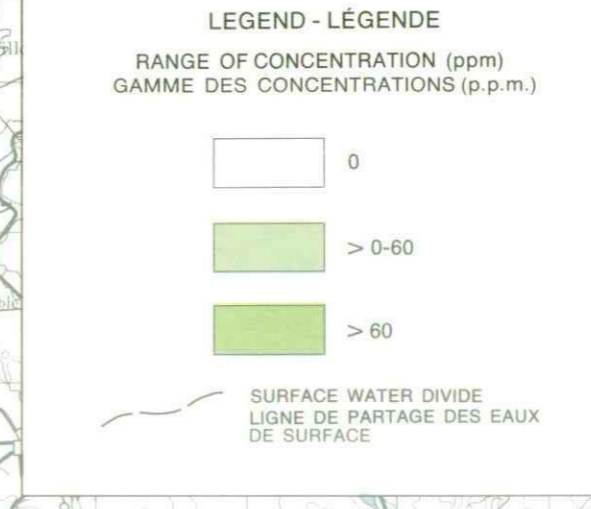 LEGEND - LÉGENDE
RANGE OF CONCENTRATION (ppm)
GAMME DES CONCENTRATIONS (p.p.m.)
0
> 0-60
> 60
SURFACE WATER DIVIDE
LIGNE DE PARTAGE DES EAUX
DE SURFACE